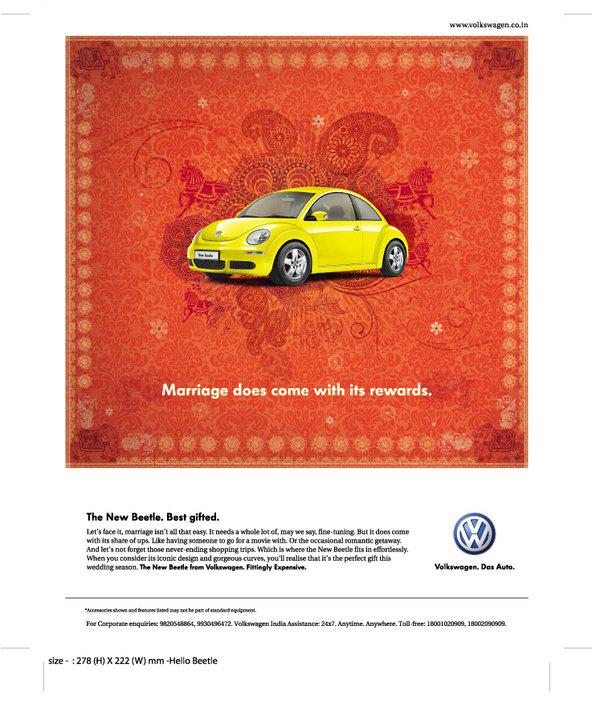 www.volkswagen.co.in
New Beetle
Marriage does come with its rewards.
The New Beetle. Best gifted.
Let's face it, marriage isn't all that easy. It needs a whole lot of, may we say, fine-tuning. But it does come
with its share of ups. Like having someone to go for a movie with. Or the occasional romantic getaway.
And let's not forget those never-ending shopping trips. Which is where the New Beetle fits in effortlessly.
When you consider its iconic design and gorgeous curves, you'll realise that it's the perfect gift this
wedding season. The New Beetle from Volkswagen. Fittingly Expensive.
Volkswagen. Das Auto.
*Accessories shown and features listed may not be part of standard equipment.
For Corporate enquiries: 9820548864, 9930496472. Volkswagen India Assistance: 24x7. Anytime. Anywhere. Toll-free: 18001020909, 18002090909.
size - : 278 (H) X 222 (W) mm -Hello Beetle